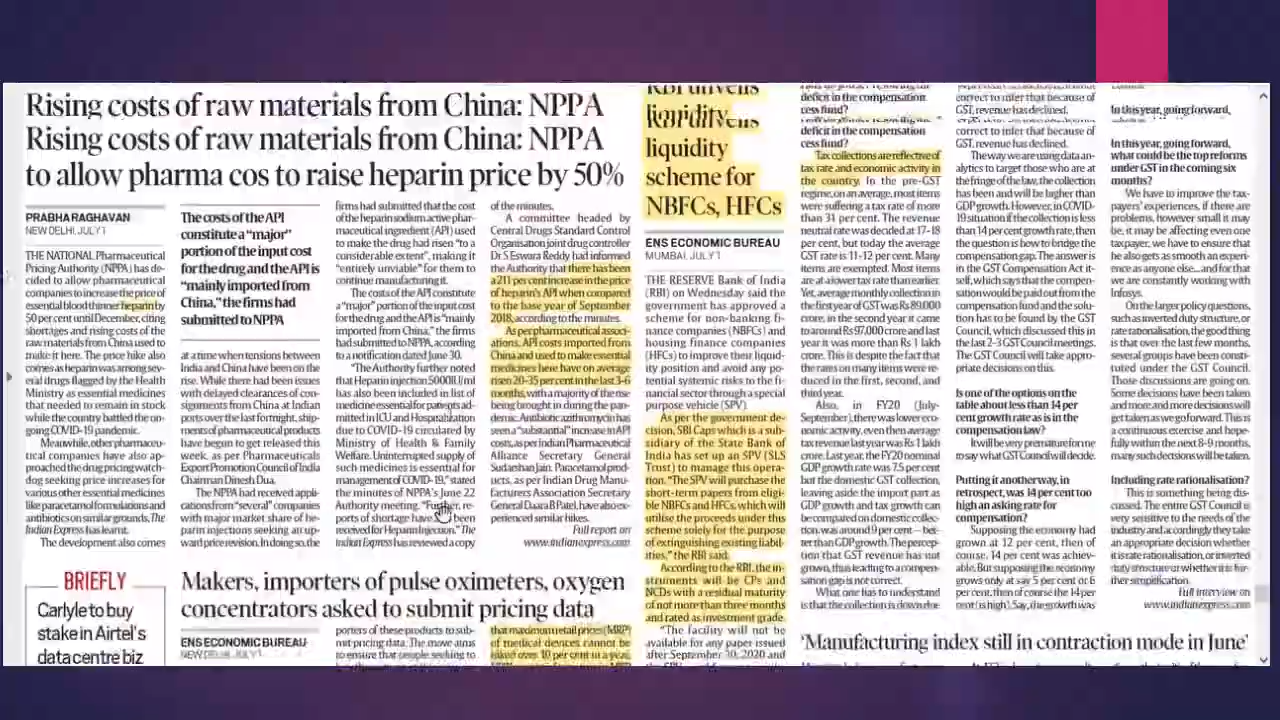 Rising costs of raw materials from China: NPPA
Rising costs of raw materials from China: NPPA
to allow pharma cos to raise heparin price by 50%
PRABHA RAGHAVAN
NEW DELHI, JULY 1
THE NATIONAL Pharmaceutical
Pricing Authority (NPPA) has de-
cided to allow pharmaceutical
companies to increase the price of
essential blood thinner heparin by
50 per cent until December, citing
shortages and rising costs of the
raw materials from China used to
make it here. The price hike also
comes as heparin was among sev-
eral drugs flagged by the Health
Ministry as essential medicines
that needed to remain in stock
while the country battled the on-
going COVID-19 pandemic.
Meanwhile, other pharmaceu-
tical companies have also ap-
proached the drug pricing watch-
dog seeking price increases for
various other essential medicines
like paracetamol formulations and
antibiotics on similar grounds, The
Indian Express has learnt.
The development also comes
The costs of the API
constitute a "major"
portion of the input cost
for the drug and the API is
"mainly imported from
China," the firms had
submitted to NPPA
at a time when tensions between
India and China have been on the
rise. While there had been issues
with delayed clearances of con-
signments from China at Indian
ports over the last fortnight, ship-
ments of pharmaceutical products
have begun to get released this
week, as per Pharmaceuticals
Export Promotion Council of India
Chairman Dinesh Dua.
The NPPA had received appli-
cations from "several" companies
with major market share of he-
parin injections seeking an up-
ward price revision. In doing so, the
firms had submitted that the cost
of the heparin sodium active phar-
maceutical ingredient (API) used
to make the drug had risen "to a
considerable extent", making it
"entirely unviable" for them to
continue manufacturing it.
The costs of the API constitute
a "major" portion of the input cost
for the drug and the API is "mainly
imported from China," the firms
had submitted to NPPA, according
to a notification dated June 30.
"The Authority further noted
that Heparin injection 5000IU/ml
has also been included in list of
medicine essential for patients ad-
mitted in ICU and Hospitalization
due to COVID-19 circulated by
Ministry of Health & Family
Welfare. Uninterrupted supply of
such medicines is essential for
management of COVID-19," stated
the minutes of NPPA's June 22
Authority meeting. "Further, re-
ports of shortage have been
received for Heparin Injection." The
Indian Express has reviewed a copy
of the minutes.
A committee headed by
Central Drugs Standard Control
Organisation joint drug controller
Dr S Eswara Reddy had informed
the Authority that there has been
a 211 per cent increase in the price
of heparin's API when compared
to the base year of September
2018, according to the minutes.
As per pharmaceutical associ-
ations, API costs imported from
China and used to make essential
medicines here have on average
risen 20-35 per cent in the last 3-6
months, with a majority of the rise
being brought in during the pan-
demic. Antibiotic azithromycin has
seen a "substantial" increase in API
costs, as per Indian Pharmaceutical
Alliance Secretary General
Sudarshan Jain. Paracetamol prod-
ucts, as per Indian Drug Manu-
facturers Association Secretary
General Daara B Patel, have also ex-
perienced similar hikes.
Full report on
www.indianexpress.com
BRIEFLY
Carlyle to buy
stake in Airtel's
data centre biz
Makers, importers of pulse oximeters, oxygen
concentrators asked to submit pricing data
ENS ECONOMIC BUREAU
NEW DELHI, JULY 1
porters of these products to sub-
mit pricing data. The move aims
to ensure that people seeking to
that maximum retail prices (MRP)
of medical devices cannot be
raised over 10 per cent in a year,
RBI unveils
liquidity
liquidity
scheme for
NBFCs, HFCs
ENS ECONOMIC BUREAU
MUMBAI, JULY 1
THE RESERVE Bank of India
(RBI) on Wednesday said the
government has approved a
scheme for non-banking fi-
nance companies (NBFCs) and
housing finance companies
(HFCs) to improve their liquid-
ity position and avoid any po-
tential systemic risks to the fi-
nancial sector through a special
purpose vehicle (SPV).
As per the government de-
cision, SBI Caps which is a sub-
sidiary of the State Bank of
India has set up an SPV (SLS
Trust) to manage this opera-
tion. "The SPV will purchase the
short-term papers from eligi-
ble NBFCs and HFCs, which will
utilise the proceeds under this
scheme solely for the purpose
of extinguishing existing liabil-
ities," the RBI said.
According to the RBI, the in-
struments will be CPs and
NCDs with a residual maturity
of not more than three months
and rated as investment grade.
"The facility will not be
available for any paper issued
after September 30, 2020 and
deficit in the compensation
cess fund?
deficit in the compensation
cess fund?
Tax collections are reflective of
tax rate and economic activity in
the country. In the pre-GST
regime, on average, most items
were suffering a tax rate of more
than 31 per cent. The revenue
neutral rate was decided at 17-18
per cent, but today the average
GST rate is 11-12 per cent. Many
items are exempted. Most items
are at a lower tax rate than earlier.
Yet, average monthly collection in
the first year of GST was Rs 89,000
crore, in the second year it came
to around Rs 97,000 crore and last
year it was more than Rs 1 lakh
crore. This is despite the fact that
the rates on many items were re-
duced in the first, second, and
third year.
Also, in FY20 (July-
September), there was lower eco-
nomic activity, even then average
tax revenue last year was Rs 1 lakh
crore. Last year, the FY20 nominal
GDP growth rate was 7.5 per cent
but the domestic GST collection,
leaving aside the import part as
GDP growth and tax growth can
be compared on domestic collec-
tion, was around 9 per cent — bet-
ter than GDP growth. The percep-
tion that GST revenue has not
grown, thus leading to a compen-
sation gap is not correct.
What one has to understand
is that the collection is down due
correct to infer that because of
GST, revenue has declined.
correct to infer that because of
GST, revenue has declined.
The way we are using data an-
alytics to target those who are at
the fringe of the law, the collection
has been and will be higher than
GDP growth. However, in COVID-
19 situation if the collection is less
than 14 per cent growth rate, then
the question is how to bridge the
compensation gap. The answer is
in the GST Compensation Act it-
self, which says that the compen-
sation would be paid out from the
compensation fund and the solu-
tion has to be found by the GST
Council, which discussed this in
the last 2-3 GST Council meetings.
The GST Council will take appro-
priate decisions on this.
Is one of the options on the
table about less than 14 per
cent growth rate as is in the
compensation law?
It will be very premature for me
to say what GST Council will decide.
Putting it another way, in
retrospect, was 14 per cent too
high an asking rate for
compensation?
Supposing the economy had
grown at 12 per cent, then of
course, 14 per cent was achiev-
able. But supposing the economy
grows only at say 5 per cent or 6
per cent, then of course the 14 per
cent is high. Say, the growth was
In this year, going forward,
In this year, going forward,
what could be the top reforms
under GST in the coming six
months?
We have to improve the tax-
payers' experience, if there are
problems, however small it may
be, it may be affecting even one
taxpayer, we have to ensure that
he also gets as smooth an experi-
ence as anyone else...and for that
we are constantly working with
Infosys.
On the larger policy questions,
such as inverted duty structure, or
rate rationalisation, the good thing
is that over the last few months,
several groups have been consti-
tuted under the GST Council.
Those discussions are going on.
Some decisions have been taken
and more and more decisions will
get taken as we go forward. This is
a continuous exercise and hope
fully within the next 8-9 months,
many such decisions will be taken.
Including rate rationalisation?
This is something being dis-
cussed. The entire GST Council is
very sensitive to the needs of the
industry and accordingly they take
an appropriate decision whether
it is rate rationalisation, or inverted
duty structure or whether it is fur-
ther simplification.
Full interview on
www.indianexpress.com
'Manufacturing index still in contraction mode in June'